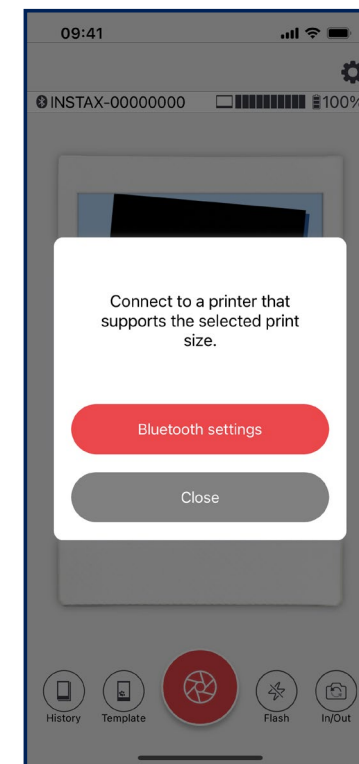 09:41
INSTAX-00000000 100%
Connect to a printer that
supports the selected print
size.
Bluetooth settings
Close
History Template Flash In/Out